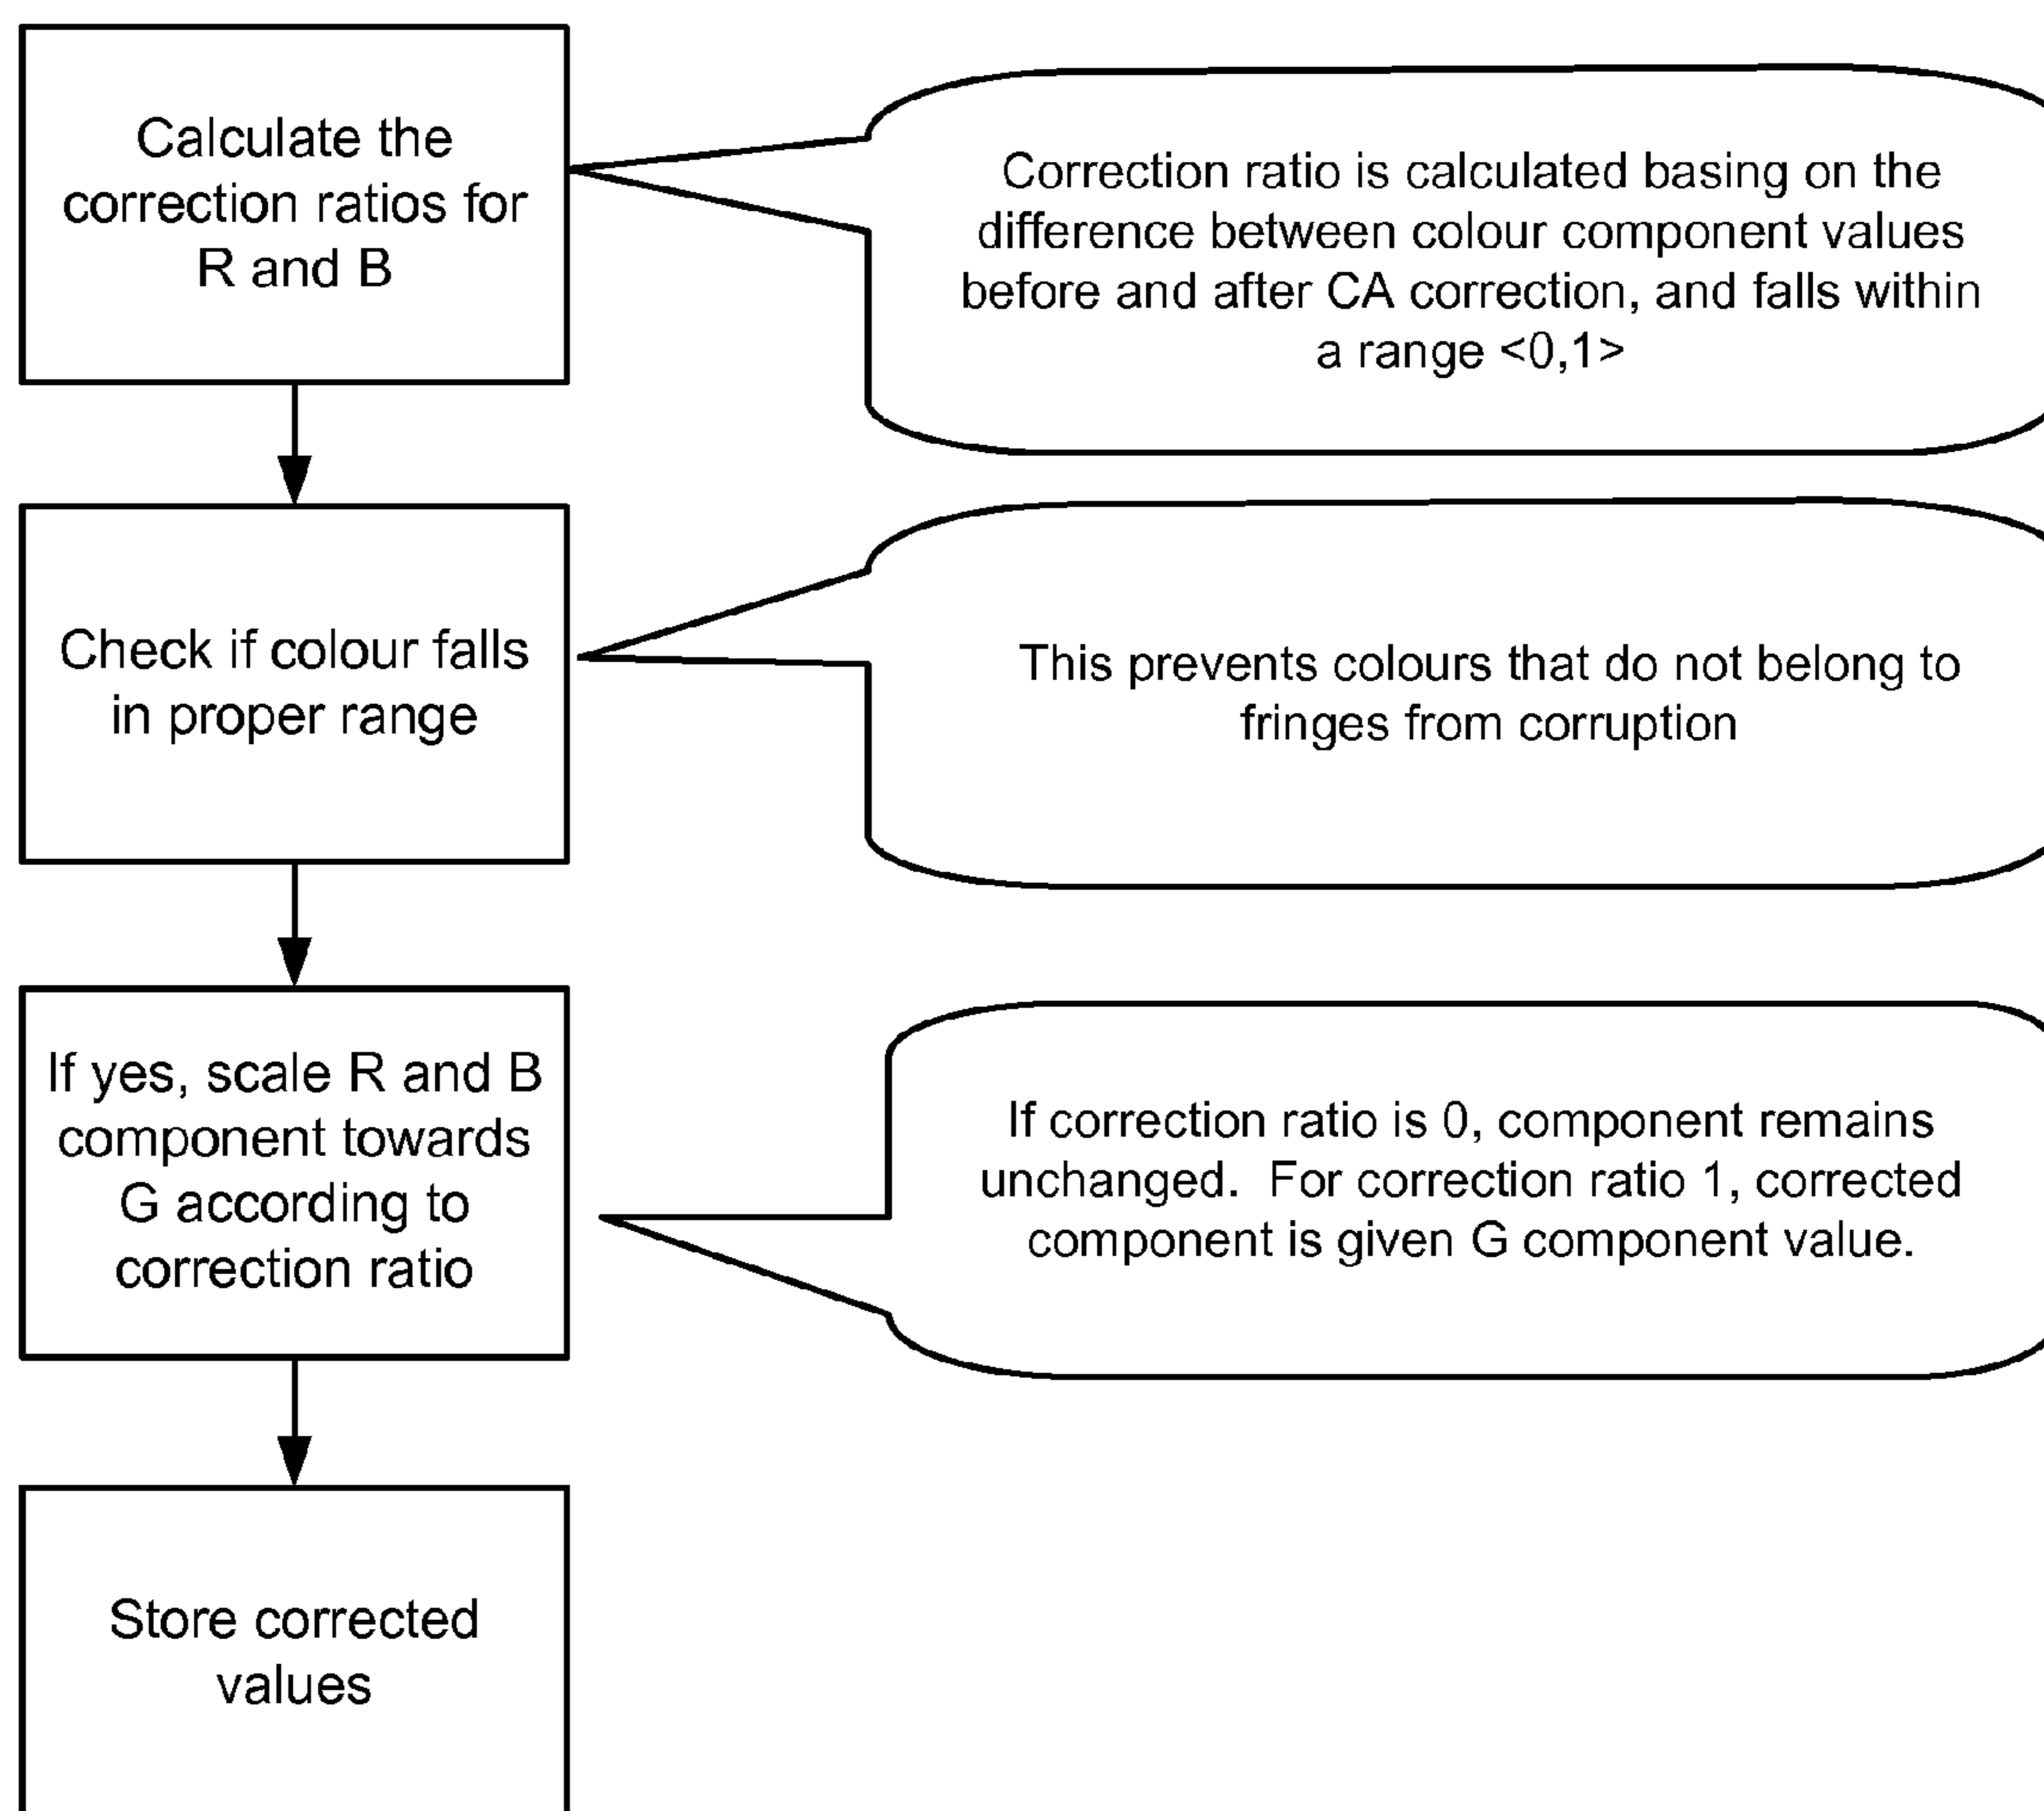 Calculate the
correction ratios for
R and B
Correction ratio is calculated basing on the
difference between colour component values
before and after CA correction, and falls within
a range <0,1>
Check if colour falls
in proper range
This prevents colours that do not belong to
fringes from corruption
If yes, scale R and B
component towards
G according to
correction ratio
If correction ratio is 0, component remains
unchanged.  For correction ratio 1, corrected
component is given G component value.
Store corrected
values